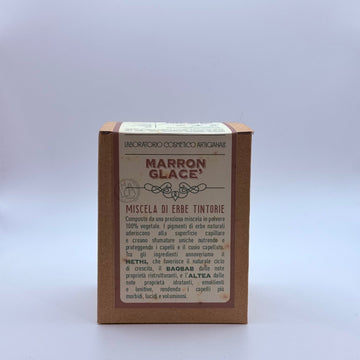 LABORATORIO COSMETICO ARTIGIANALE
MARRON
GLACE'
MISCELA DI ERBE TINTORIE
Composto da una preziosa miscela in polvere
100% vegetale. I pigmenti di erbe naturali
aderiscono alla superficie capillare
e creano sfumature uniche nutrendo e
proteggendo i capelli e il cuoio capelluto.
Tra gli ingredienti annoveriamo il
METHI, che favorisce il naturale ciclo
di crescita, il BAOBAB dalle note
proprietà ristrutturanti, e l'ALTEA dalle
note proprietà idratanti, emollienti
e lenitive, rendendo i capelli più
morbidi, lucidi e voluminosi.